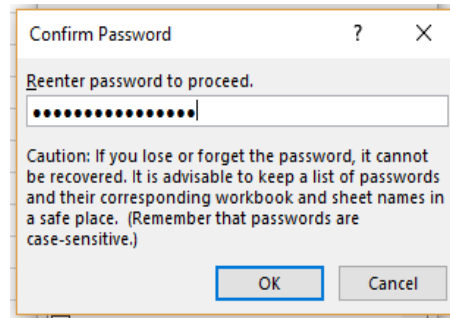 Confirm Password
Reenter password to proceed.
••••••••••••••••
Caution: If you lose or forget the password, it cannot
be recovered. It is advisable to keep a list of passwords
and their corresponding workbook and sheet names in
a safe place.  (Remember that passwords are
case-sensitive.)
OK Cancel